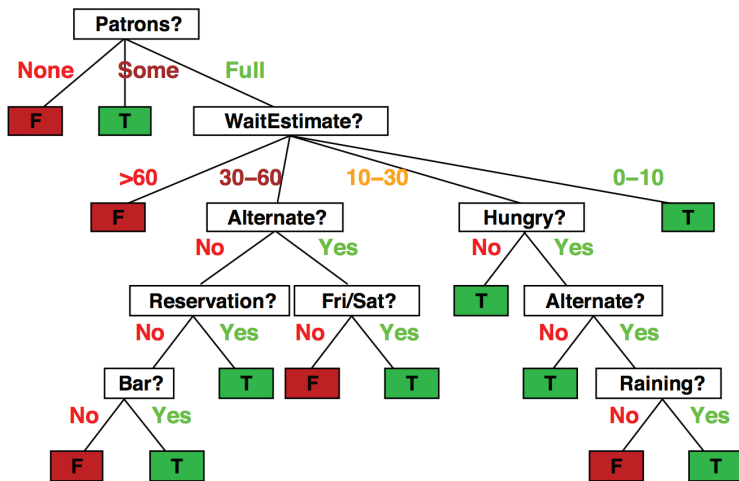 Patrons?
None Some Full
F T WaitEstimate?
>60 30–60 10–30 0–10
F Alternate? Hungry? T
No Yes No Yes
Reservation? Fri/Sat? T Alternate?
No Yes No Yes No Yes
Bar? T F T T Raining?
No Yes No Yes
F T F T